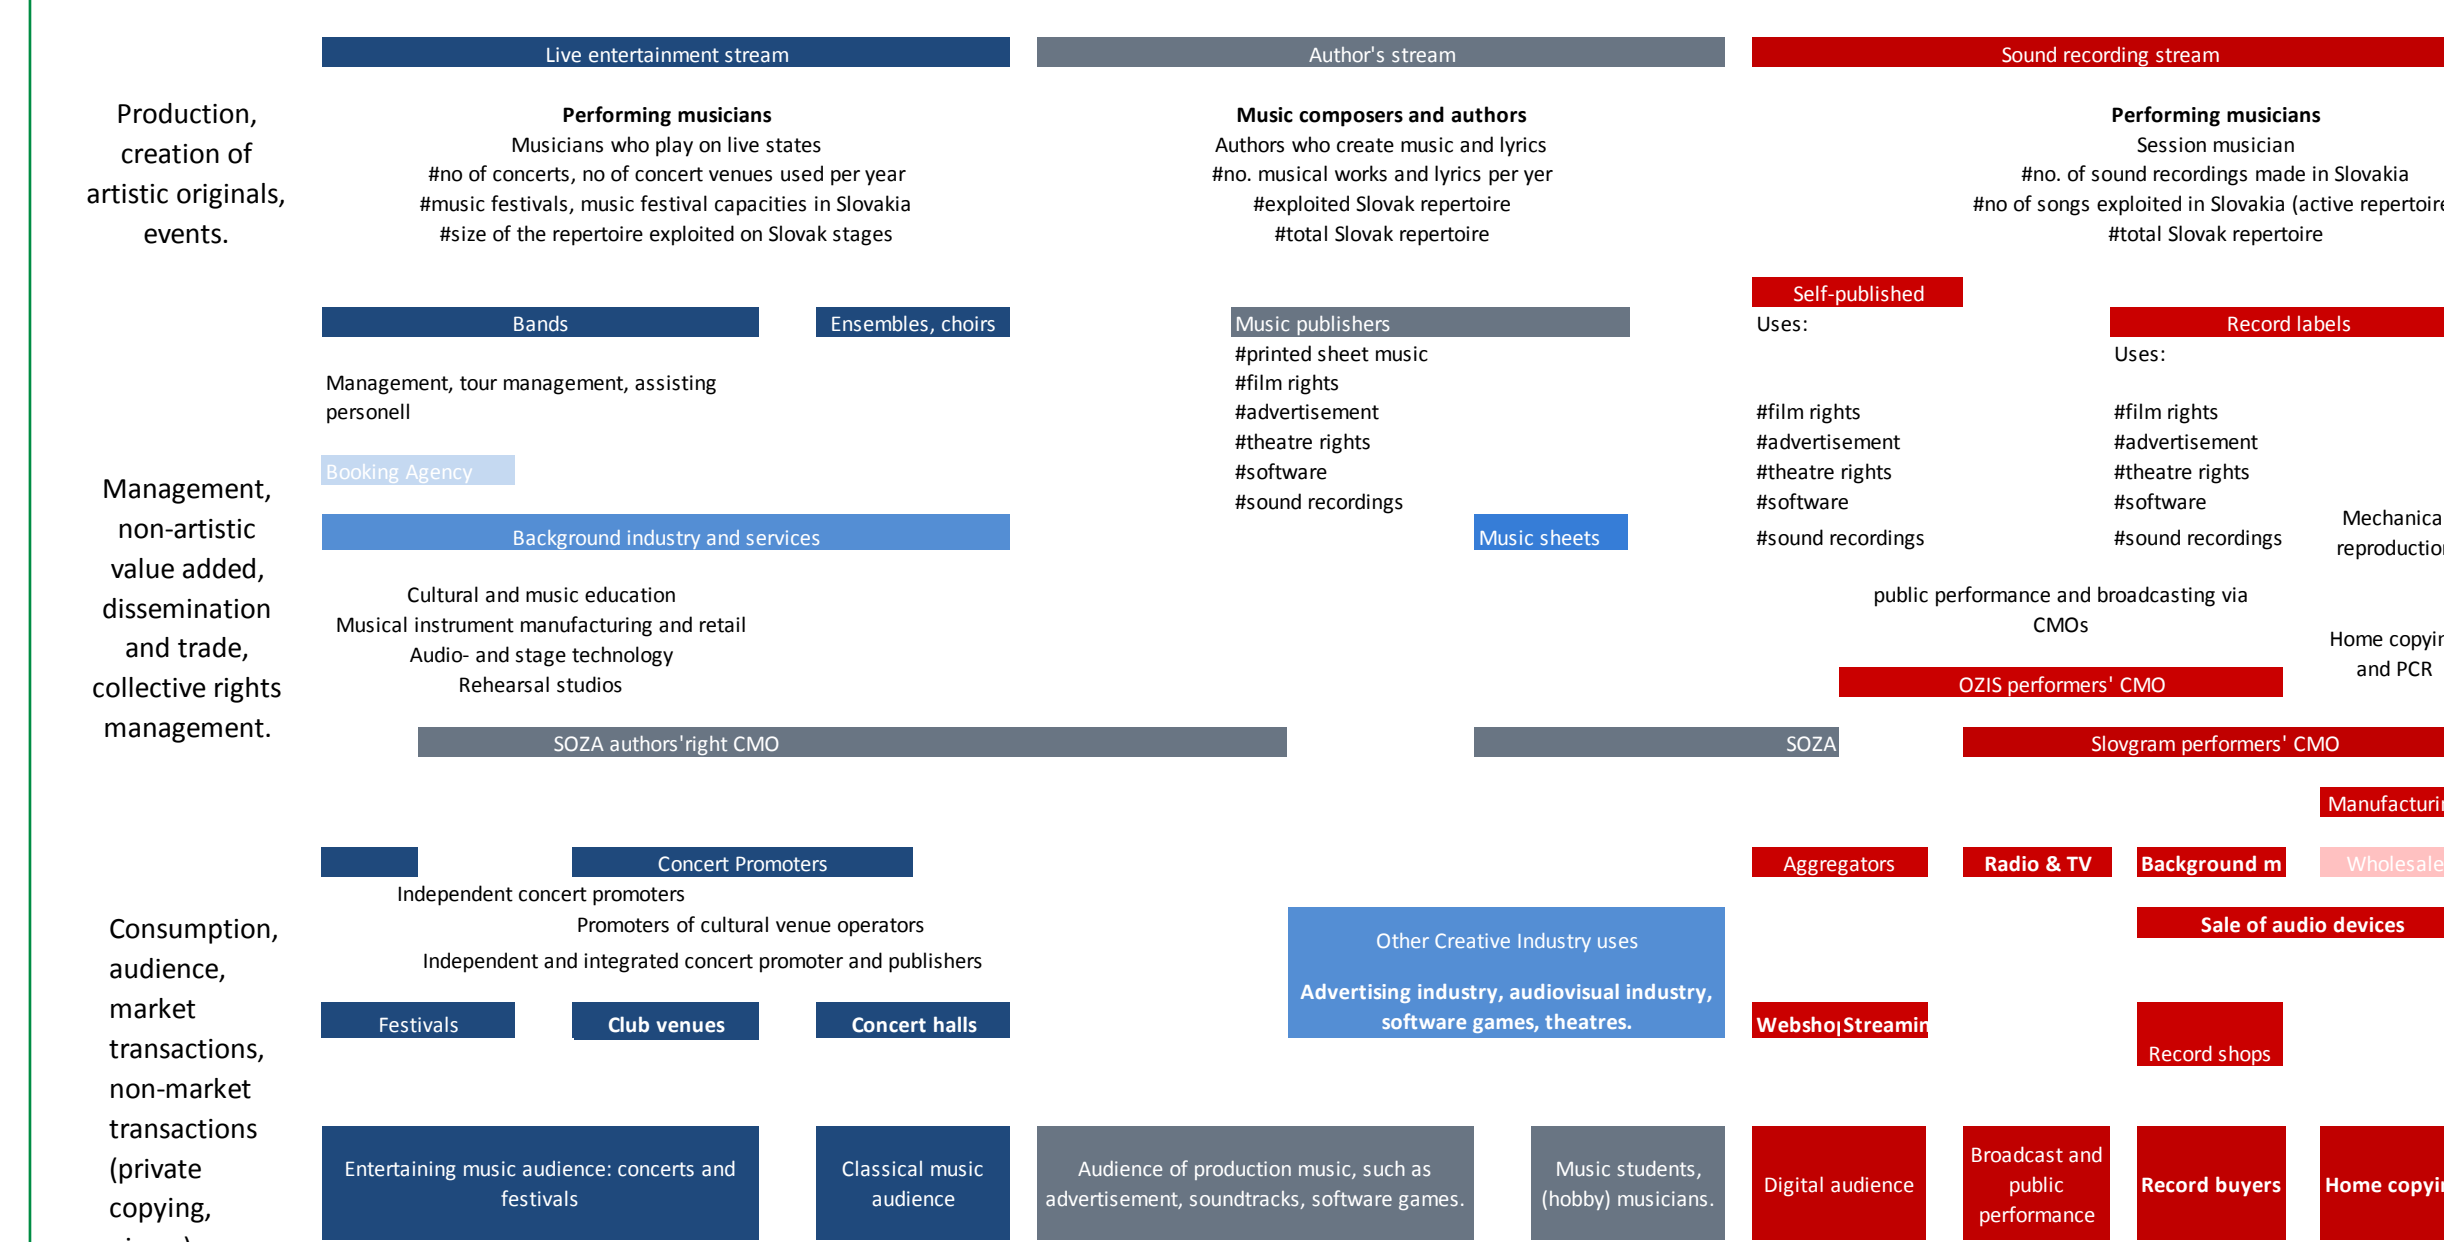 Live entertainment stream
Author's stream
Sound recording stream
Production,
creation of
artistic originals,
events.
Performing musicians
Musicians who play on live states
#no of concerts, no of concert venues used per year
#music festivals, music festival capacities in Slovakia
#size of the repertoire exploited on Slovak stages
Music composers and authors
Authors who create music and lyrics
#no. musical works and lyrics per yer
#exploited Slovak repertoire
#total Slovak repertoire
Performing musicians
Session musician
#no. of sound recordings made in Slovakia
#no of songs exploited in Slovakia (active repertoire
#total Slovak repertoire
Management,
non-artistic
value added,
dissemination
and trade,
collective rights
management.
Bands
Ensembles, choirs
Management, tour management, assisting
personell
Booking Agency
Background industry and services
Cultural and music education
Musical instrument manufacturing and retail
Audio- and stage technology
Rehearsal studios
Music publishers
#printed sheet music
#film rights
#advertisement
#theatre rights
#software
#sound recordings
Music sheets
Self-published
Uses:
#film rights
#advertisement
#theatre rights
#software
#sound recordings
Record labels
Uses:
#film rights
#advertisement
#theatre rights
#software
#sound recordings
Mechanica
reproductio
public performance and broadcasting via
CMOs
Home copyin
and PCR
OZIS performers' CMO
SOZA authors'right CMO
SOZA
Slovgram performers' CMO
Manufacturi
Consumption,
audience,
market
transactions,
non-market
transactions
(private
copying,
Concert Promoters
Independent concert promoters
Promoters of cultural venue operators
Independent and integrated concert promoter and publishers
Aggregators
Radio & TV
Background m
Wholesale
Sale of audio devices
Other Creative Industry uses
Advertising industry, audiovisual industry,
software games, theatres.
Festivals
Club venues
Concert halls
Websho
Streamin
Record shops
Entertaining music audience: concerts and
festivals
Classical music
audience
Audience of production music, such as
advertisement, soundtracks, software games.
Music students,
(hobby) musicians.
Digital audience
Broadcast and
public
performance
Record buyers
Home copyin